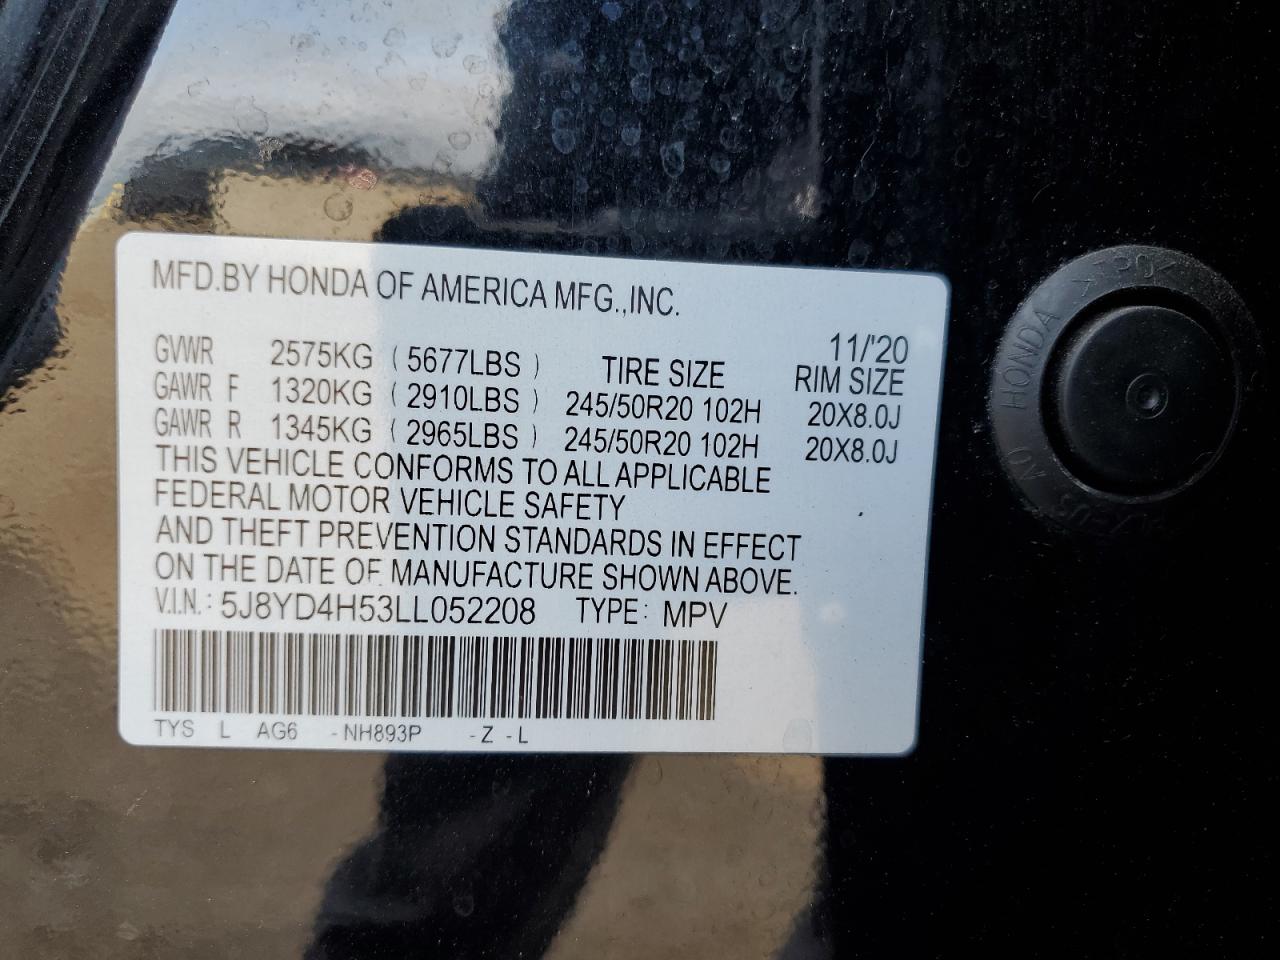 MFD.BY HONDA OF AMERICA MFG.,INC.
11/'20
GVWR 2575KG (5677LBS) TIRE SIZE RIM SIZE
GAWR F 1320KG (2910LBS) 245/50R20 102H 20X8.0J
GAWR R 1345KG (2965LBS) 245/50R20 102H 20X8.0J
THIS VEHICLE CONFORMS TO ALL APPLICABLE
FEDERAL MOTOR VEHICLE SAFETY
AND THEFT PREVENTION STANDARDS IN EFFECT
ON THE DATE OF MANUFACTURE SHOWN ABOVE.
V.I.N.: 5J8YD4H53LL052208 TYPE: MPV
TYS L AG6 -NH893P -Z -L
HONDA